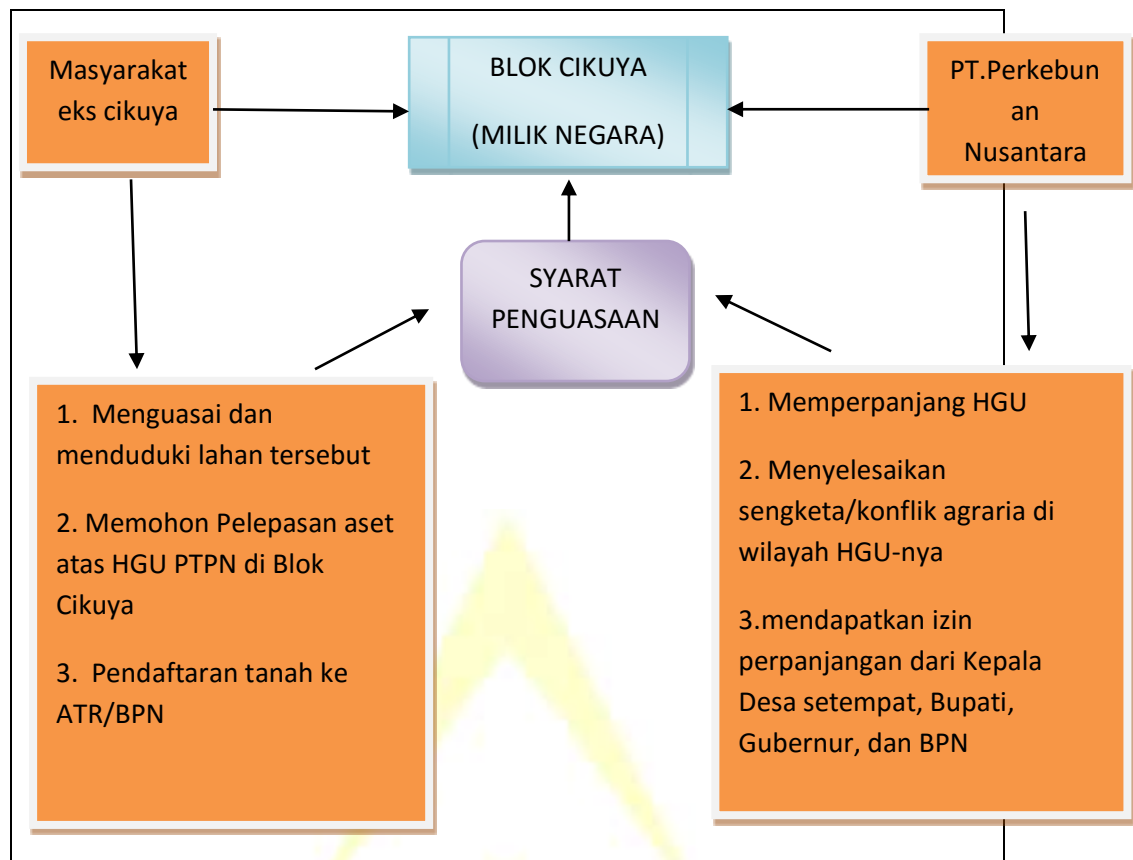 Masyarakat
eks cikuya
BLOK CIKUYA
(MILIK NEGARA)
PT.Perkebun
an
Nusantara
SYARAT
PENGUASAAN
1. Menguasai dan
menduduki lahan tersebut
2. Memohon Pelepasan aset
atas HGU PTPN di Blok
Cikuya
3. Pendaftaran tanah ke
ATR/BPN
1. Memperpanjang HGU
2. Menyelesaikan
sengketa/konflik agraria di
wilayah HGU-nya
3.mendapatkan izin
perpanjangan dari Kepala
Desa setempat, Bupati,
Gubernur, dan BPN